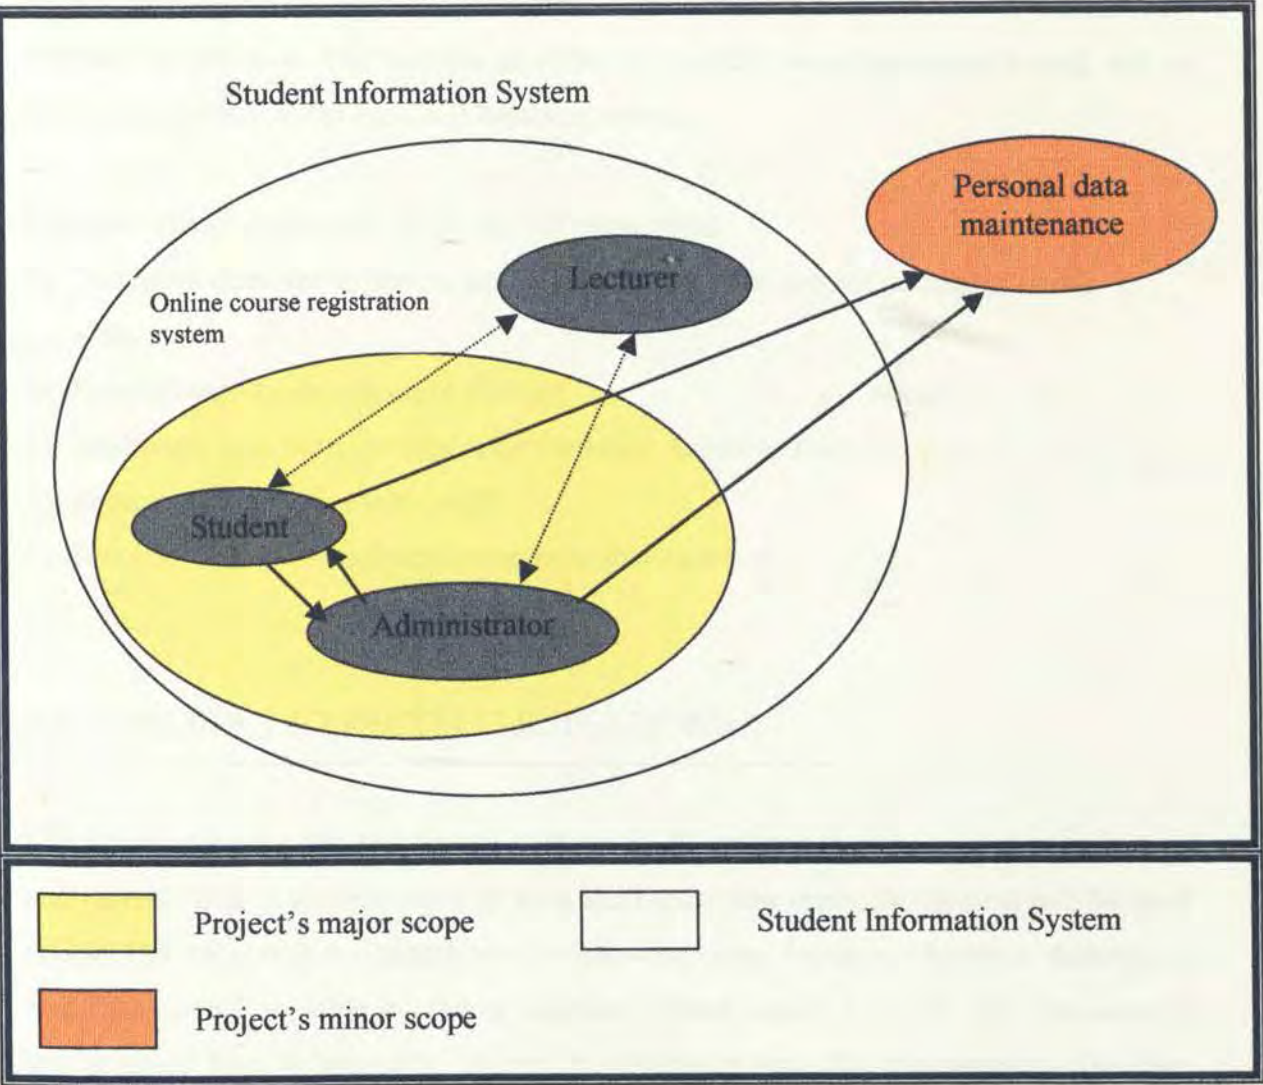 Student Information System
Personal data
maintenance
Lecturer
Online course registration
system
Student
Administrator
Project's major scope
Student Information System
Project's minor scope